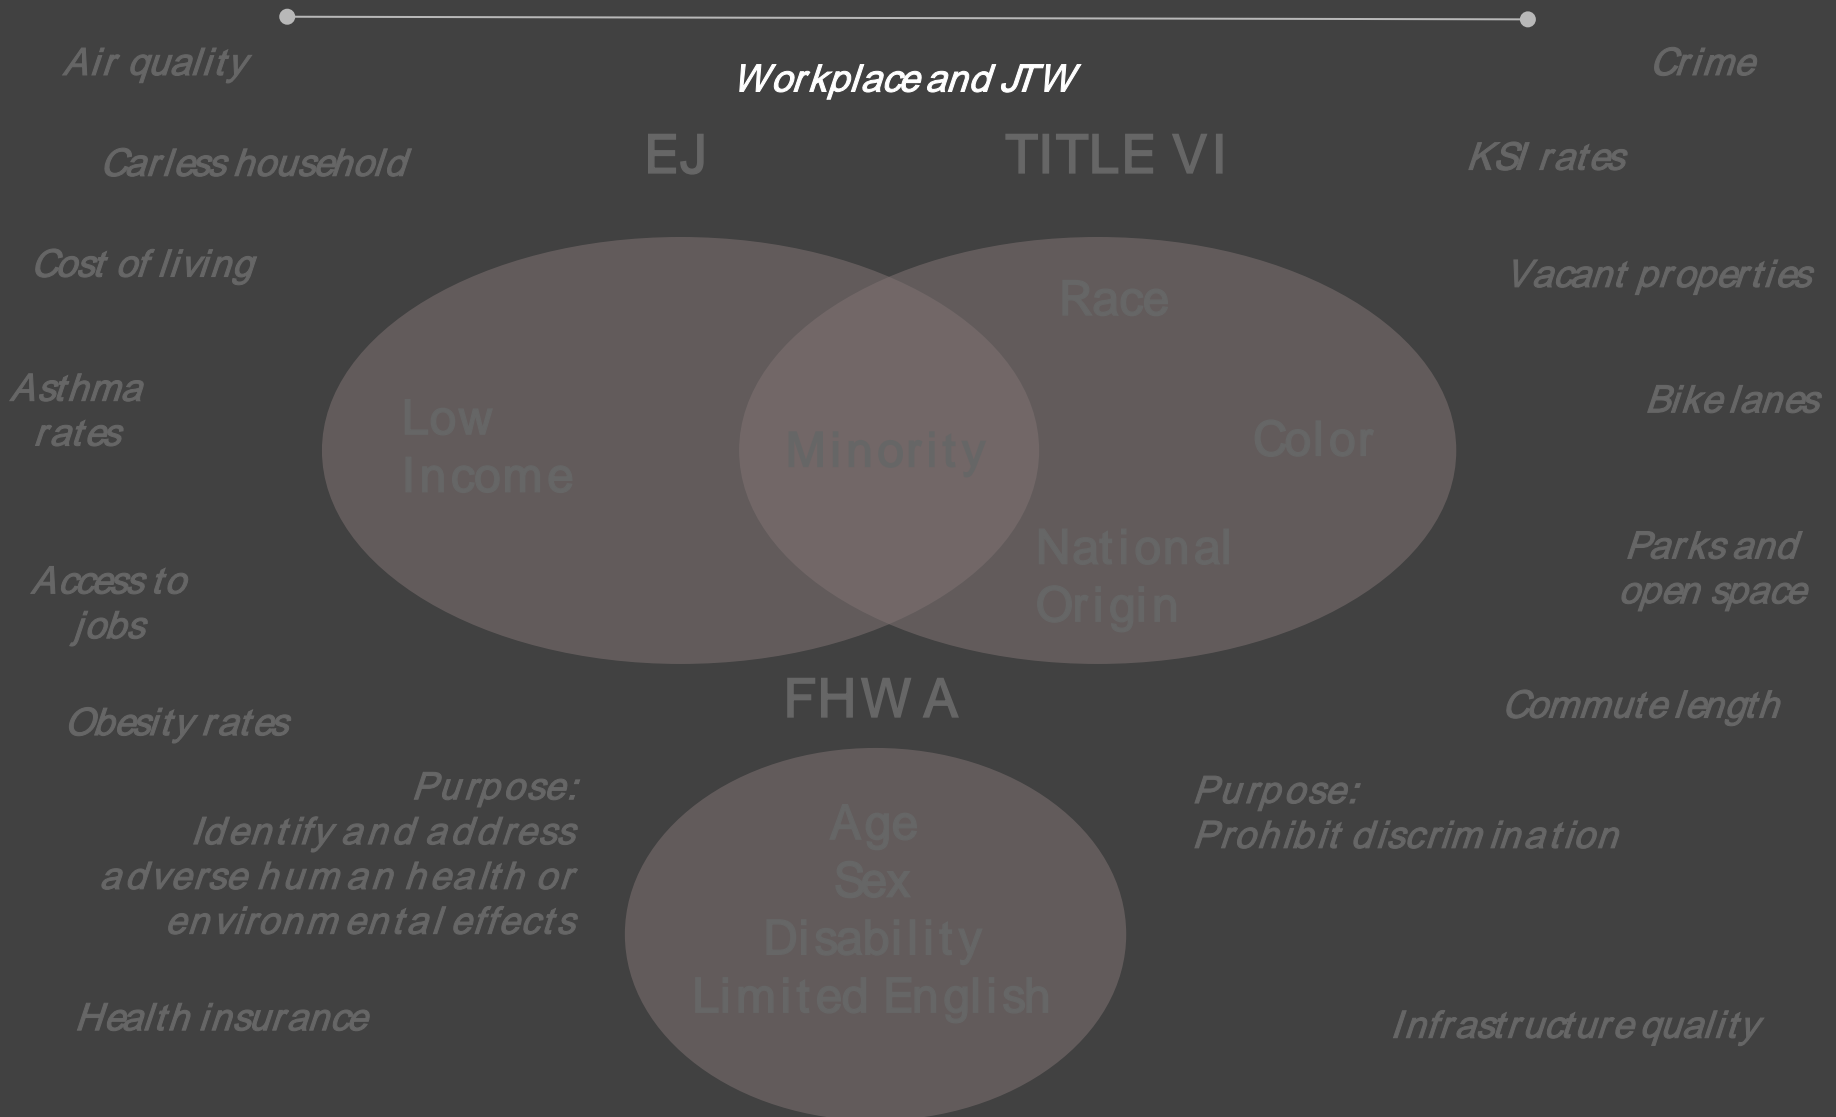 Air quality
Crime
Workplace and JTW
EJ
TITLE VI
Carless household
KSI rates
Cost of living
Vacant properties
Race
Asthma
rates
Bike lanes
Low
Income
Minority
Color
National
Origin
Parks and
open space
Access to
jobs
FHWA
Obesity rates
Commute length
Purpose:
Identify and address
adverse human health or
environmental effects
Purpose:
Prohibit discrimination
Age
Sex
Disability
Limited English
Health insurance
Infrastructure quality